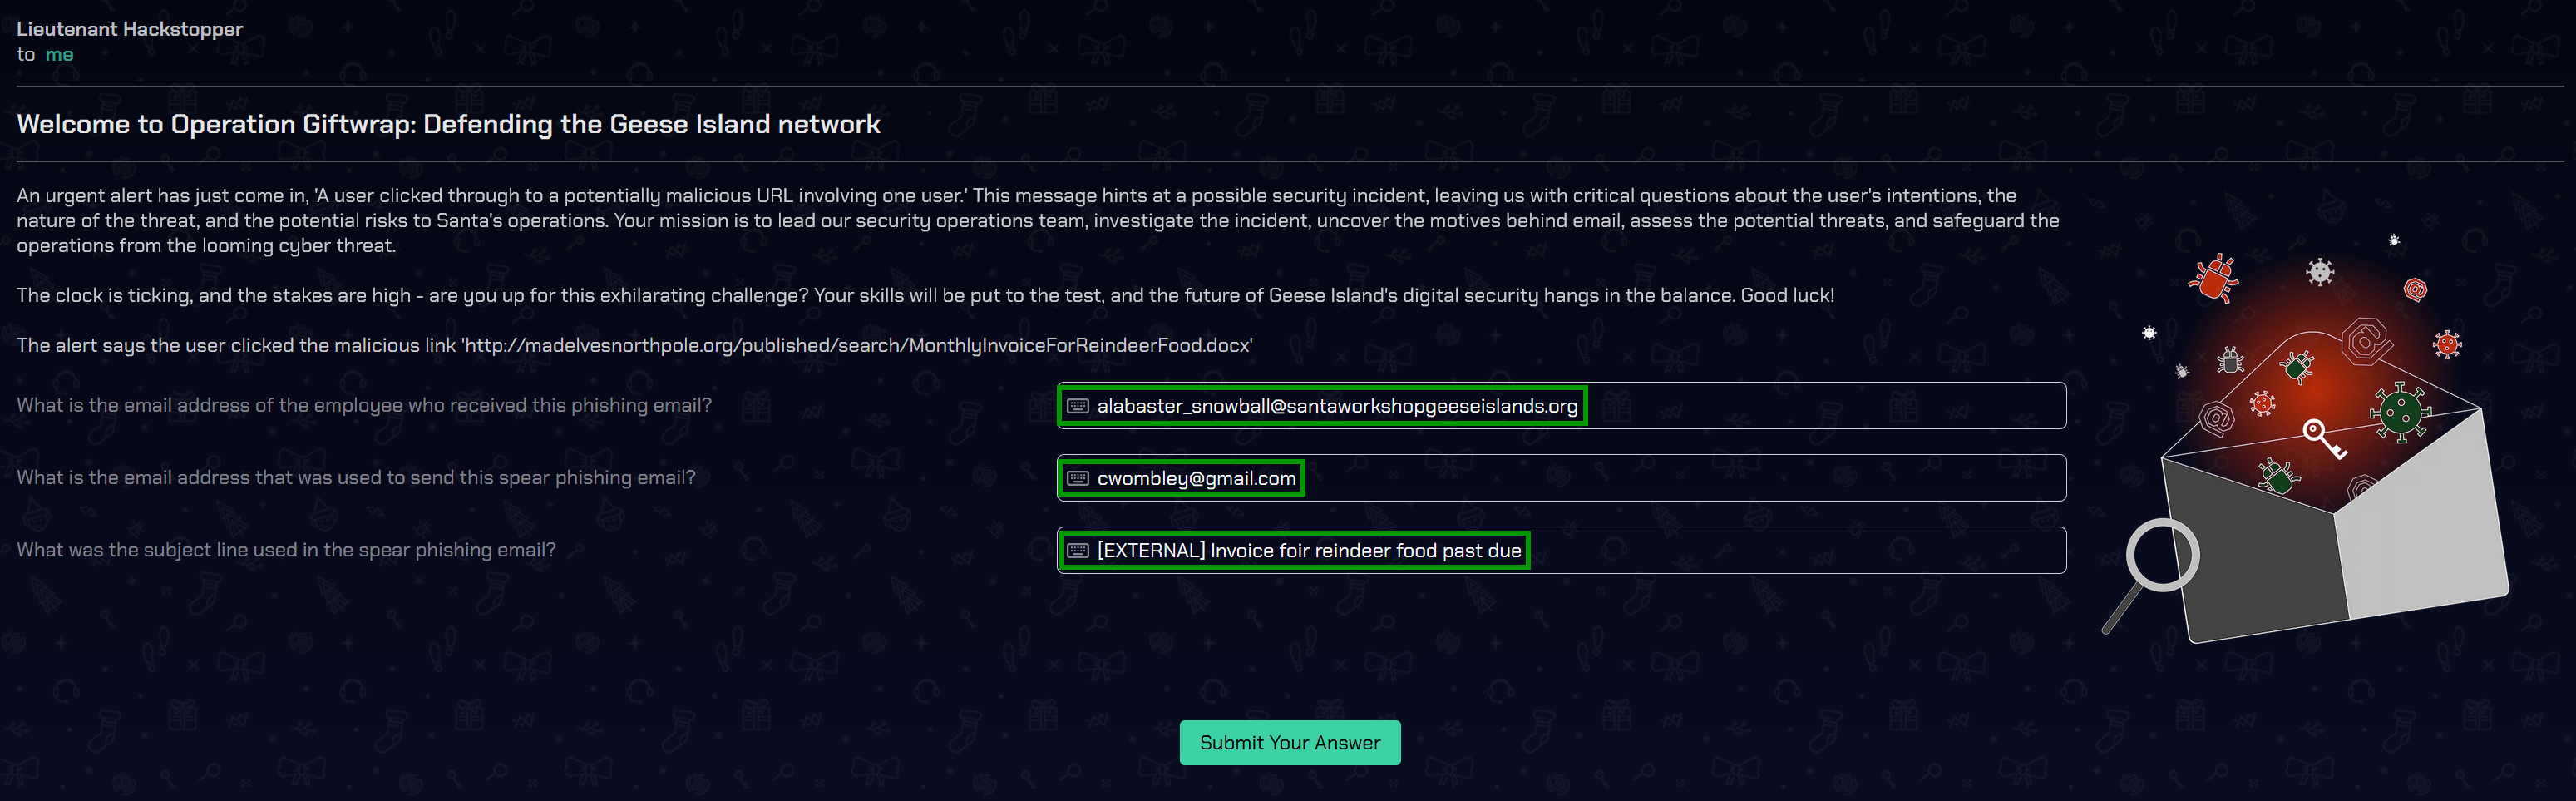 Lieutenant Hackstopper
to me
Welcome to Operation Giftwrap: Defending the Geese Island network
An urgent alert has just come in, 'A user clicked through to a potentially malicious URL involving one user.' This message hints at a possible security incident, leaving us with critical questions about the user's intentions, the
nature of the threat, and the potential risks to Santa's operations. Your mission is to lead our security operations team, investigate the incident, uncover the motives behind email, assess the potential threats, and safeguard the
operations from the looming cyber threat.
The clock is ticking, and the stakes are high - are you up for this exhilarating challenge? Your skills will be put to the test, and the future of Geese Island's digital security hangs in the balance. Good luck!
The alert says the user clicked the malicious link 'http://madelvesnorthpole.org/published/search/MonthlyInvoiceForReindeerFood.docx'
What is the email address of the employee who received this phishing email?
alabaster_snowball@santaworkshopgeeseislands.org
What is the email address that was used to send this spear phishing email?
cwombley@gmail.com
What was the subject line used in the spear phishing email?
[EXTERNAL] Invoice foir reindeer food past due
Submit Your Answer